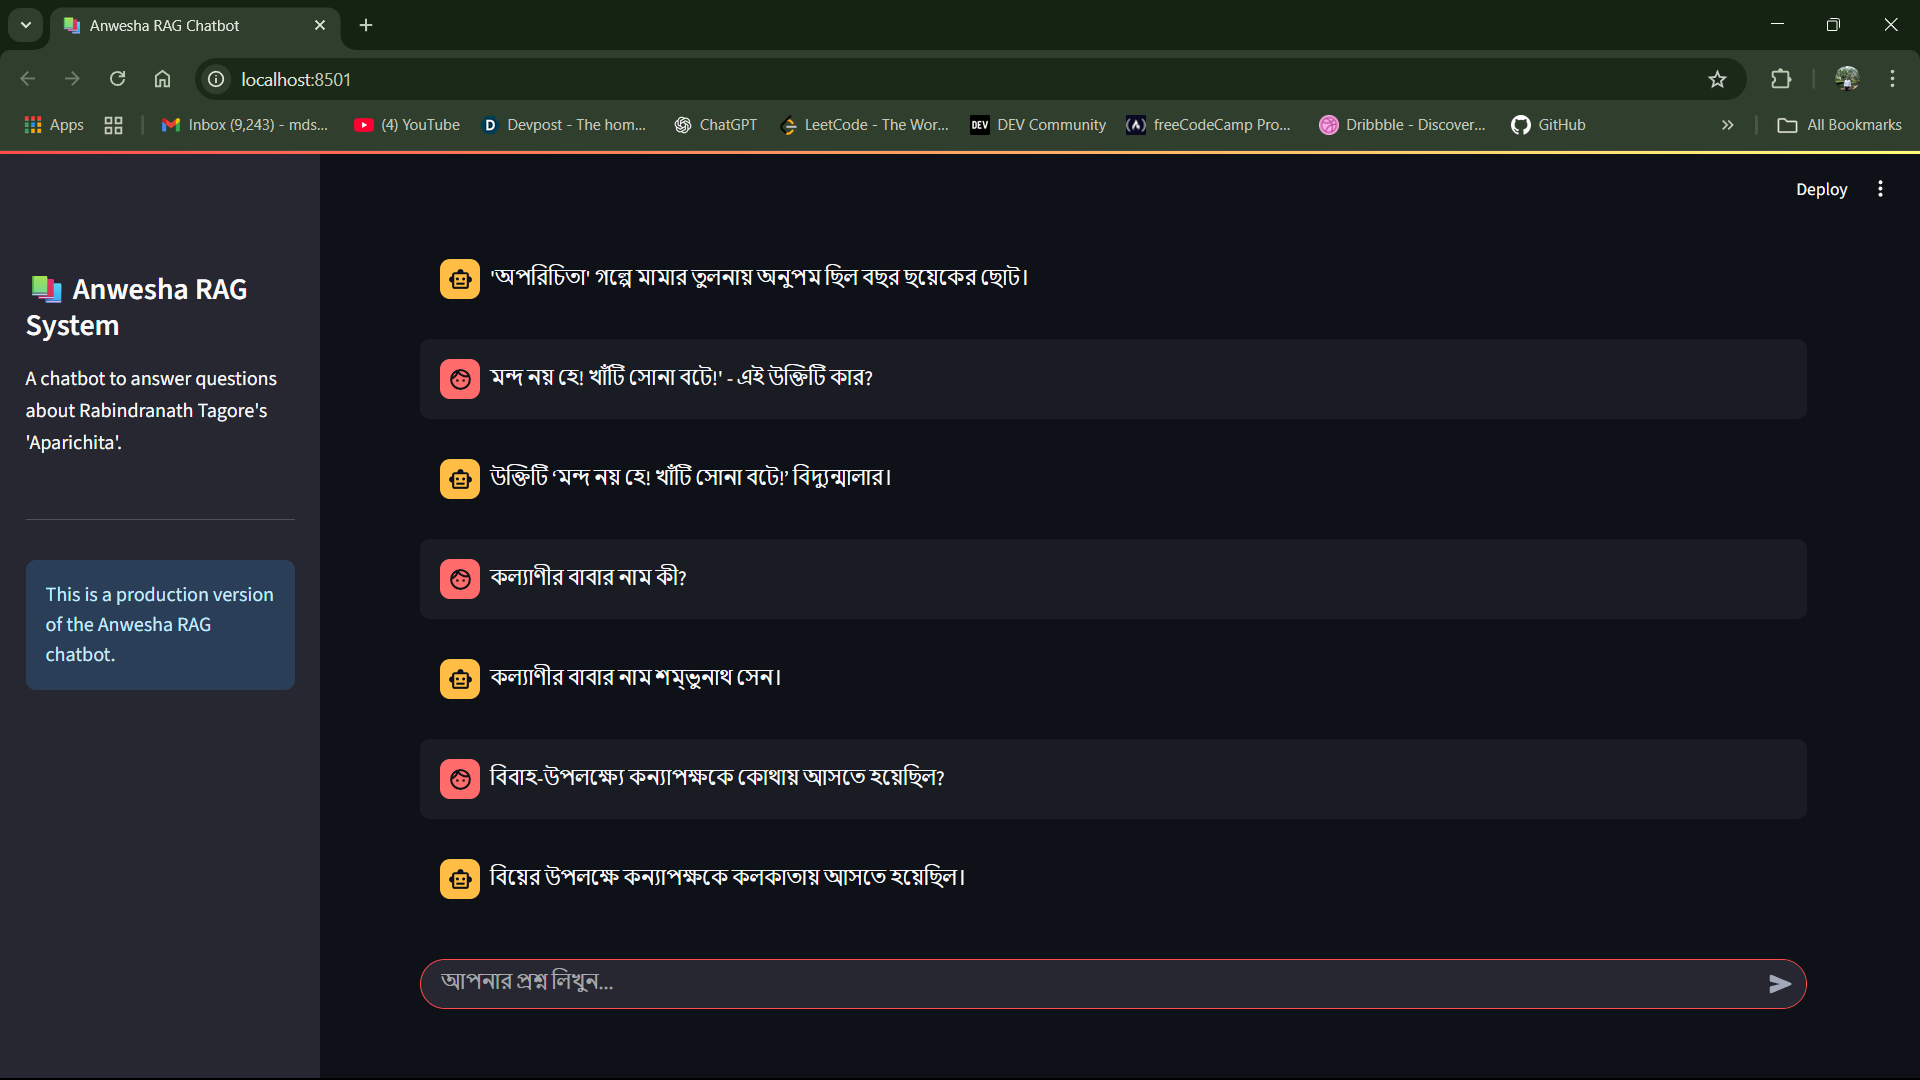 Anwesha RAG Chatbot
localhost:8501
Apps
Inbox (9,243) - mds...
(4) YouTube
D Devpost - The hom...
ChatGPT
LeetCode - The Wor...
DEV DEV Community
freeCodeCamp Pro...
Dribbble - Discover...
GitHub
»
All Bookmarks
Deploy
Anwesha RAG
System
A chatbot to answer questions
about Rabindranath Tagore's
'Aparichita'.
This is a production version
of the Anwesha RAG
chatbot.
'অপরিচিতা' গল্পে মামার তুলনায় অনুপম ছিল বছর ছয়েকের ছোট।
মন্দ নয় হে! খাঁটি সোনা বটে!' - এই উক্তিটি কার?
উক্তিটি ‘মন্দ নয় হে! খাঁটি সোনা বটে!’ বিদ্যুন্মালার।
কল্যাণীর বাবার নাম কী?
কল্যাণীর বাবার নাম শম্ভুনাথ সেন।
বিবাহ-উপলক্ষ্যে কন্যাপক্ষকে কোথায় আসতে হয়েছিল?
বিয়ের উপলক্ষে কন্যাপক্ষকে কলকাতায় আসতে হয়েছিল।
আপনার প্রশ্ন লিখুন...